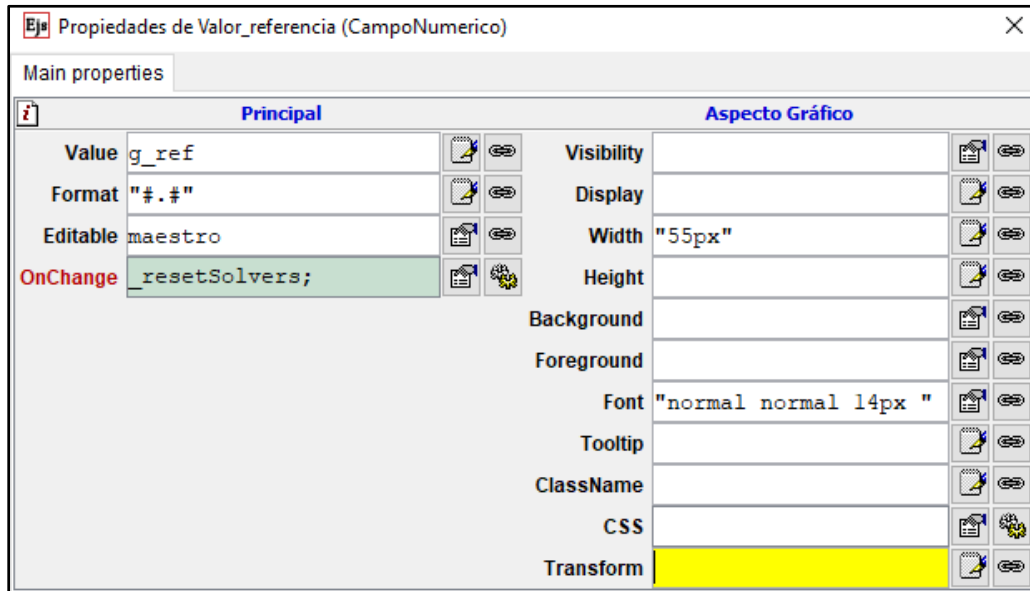 Ejs Propiedades de Valor_referencia (CampoNumerico)
Main properties
Principal
Value g_ref
Format "#.#"
Editable maestro
OnChange _resetSolvers;
Aspecto Gráfico
Visibility
Display
Width "55px"
Height
Background
Foreground
Font "normal normal 14px "
Tooltip
ClassName
CSS
Transform